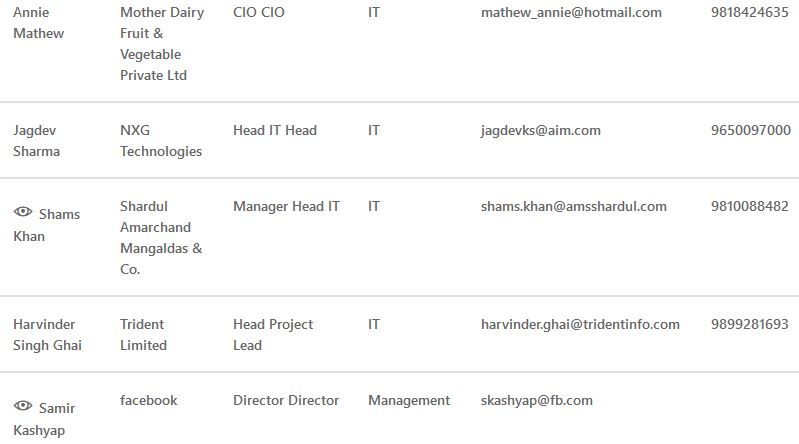 Annie Mother Dairy CIO CIO IT mathew_annie@hotmail.com 9818424635
Mathew Fruit &
Vegetable
Private Ltd
Jagdev NXG Head IT Head IT jagdevks@aim.com 9650097000
Sharma Technologies
Shams Shardul Manager Head IT IT shams.khan@amsshardul.com 9810088482
Khan Amarchand
Mangaldas &
Co.
Harvinder Trident Head Project IT harvinder.ghai@tridentinfo.com 9899281693
Singh Ghai Limited Lead
Samir facebook Director Director Management skashyap@fb.com
Kashyap